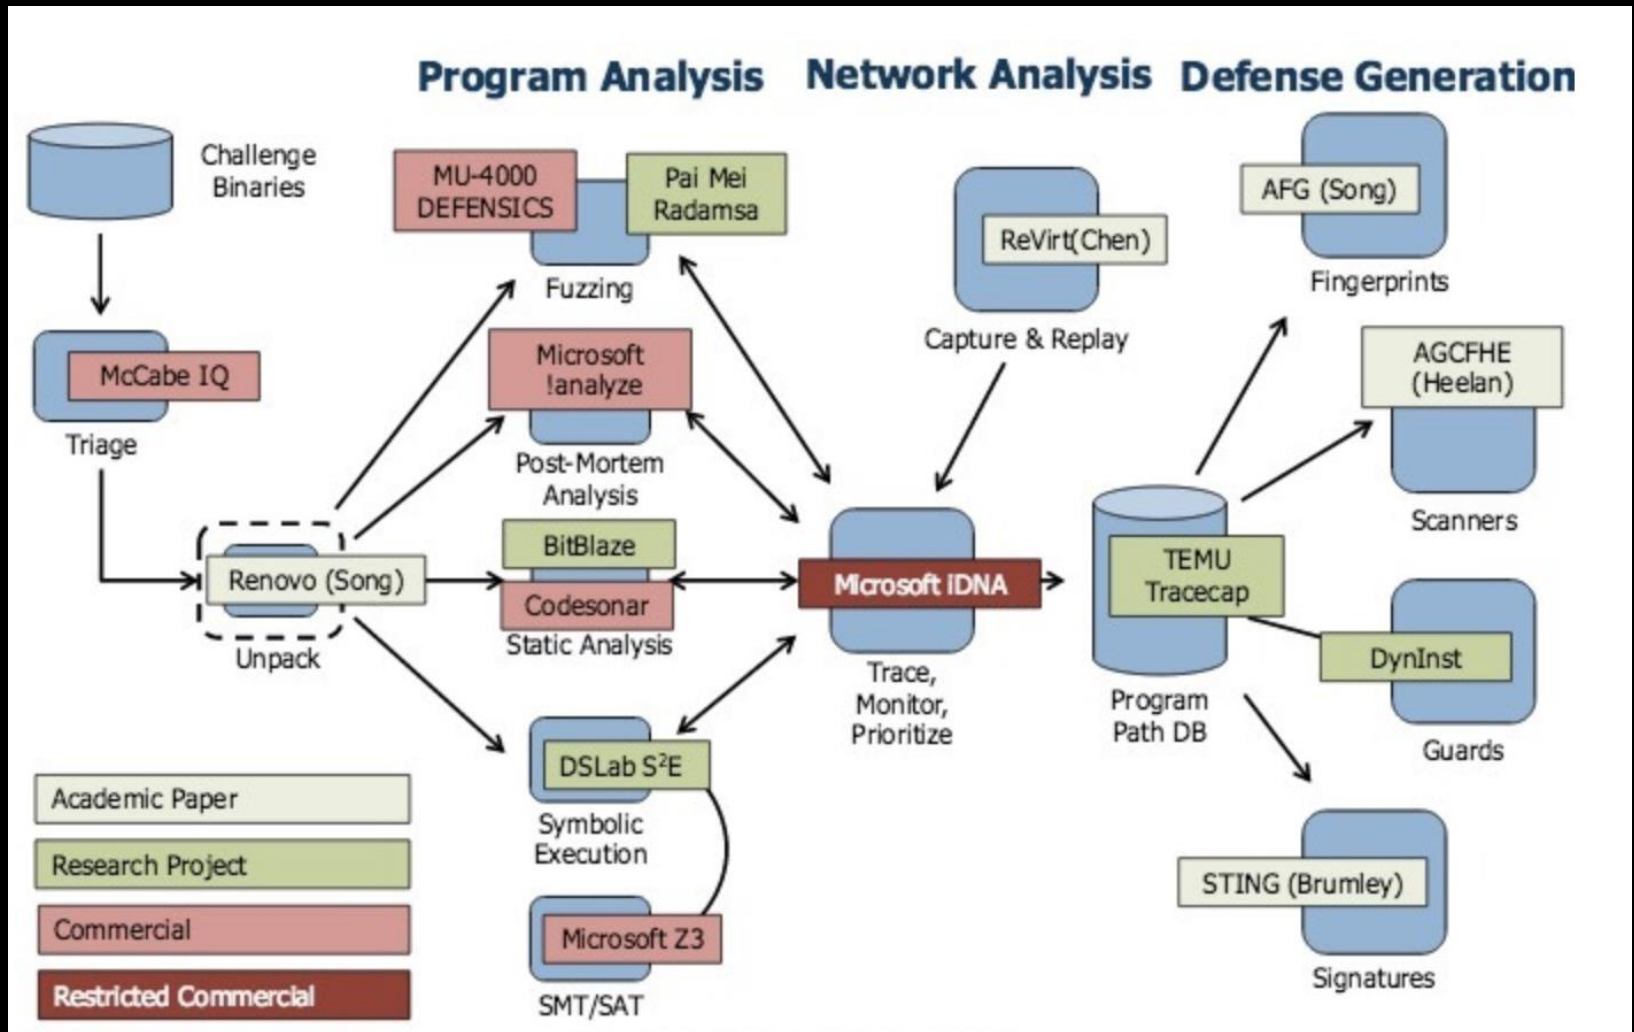 Program Analysis
Network Analysis
Defense Generation
Challenge
Binaries
McCabe IQ
Triage
Renovo (Song)
Unpack
MU-4000
DEFENSICS
Pai Mei
Radamsa
Fuzzing
Microsoft
!analyze
Post-Mortem
Analysis
BitBlaze
Codesonar
Static Analysis
DSLab S²E
Symbolic
Execution
Microsoft Z3
SMT/SAT
ReVirt(Chen)
Capture & Replay
Microsoft iDNA
Trace,
Monitor,
Prioritize
TEMU
Tracecap
Program
Path DB
AFG (Song)
Fingerprints
AGCFHE
(Heelan)
Scanners
DynInst
Guards
STING (Brumley)
Signatures
Academic Paper
Research Project
Commercial
Restricted Commercial